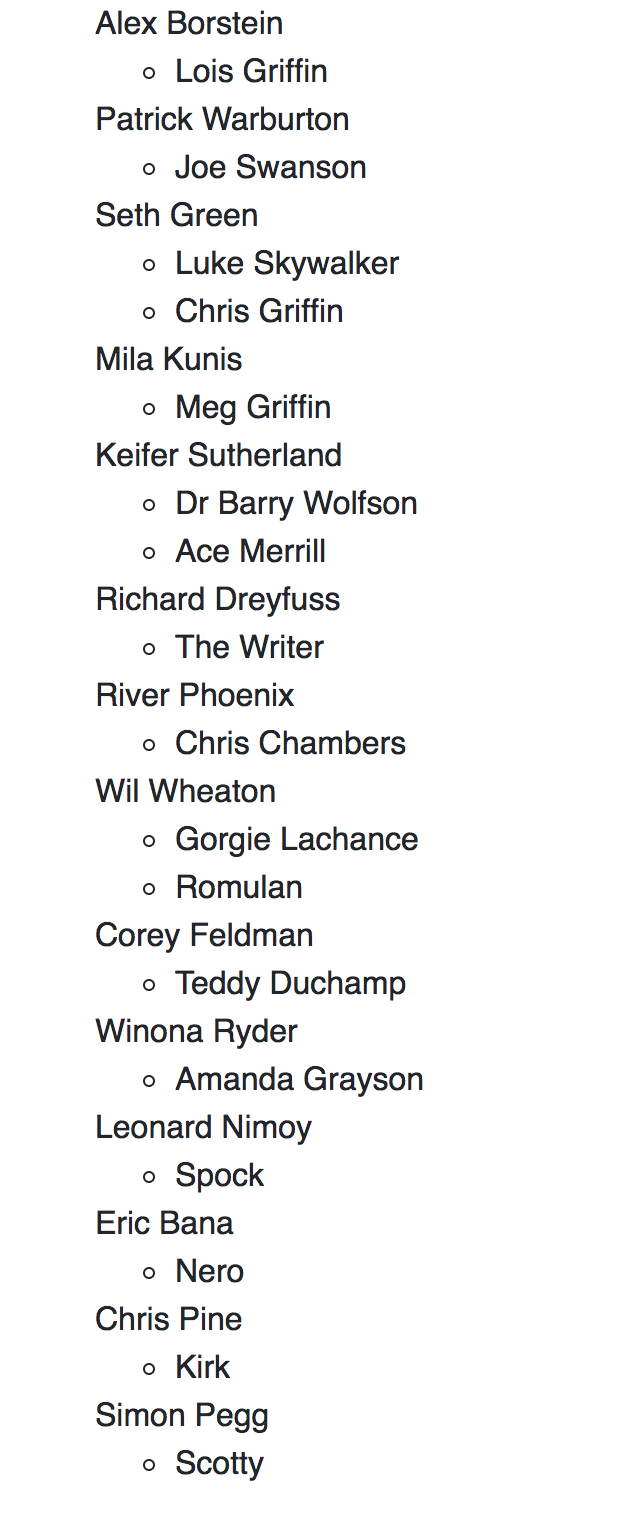 Alex Borstein
Lois Griffin
Patrick Warburton
Joe Swanson
Seth Green
Luke Skywalker
Chris Griffin
Mila Kunis
Meg Griffin
Keifer Sutherland
Dr Barry Wolfson
Ace Merrill
Richard Dreyfuss
The Writer
River Phoenix
Chris Chambers
Wil Wheaton
Gorgie Lachance
Romulan
Corey Feldman
Teddy Duchamp
Winona Ryder
Amanda Grayson
Leonard Nimoy
Spock
Eric Bana
Nero
Chris Pine
Kirk
Simon Pegg
Scotty